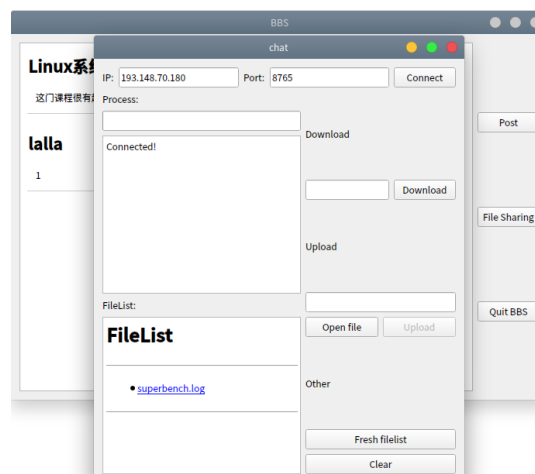 BBS
chat
Linux系
IP: 193.148.70.180 Port: 8765 Connect
这门课程很有
Process:
Post
Connected!
Download
lalla
1
Download
File Sharing
Upload
FileList:
Quit BBS
FileList
Open file Upload
superbench.log
Other
Fresh filelist
Clear